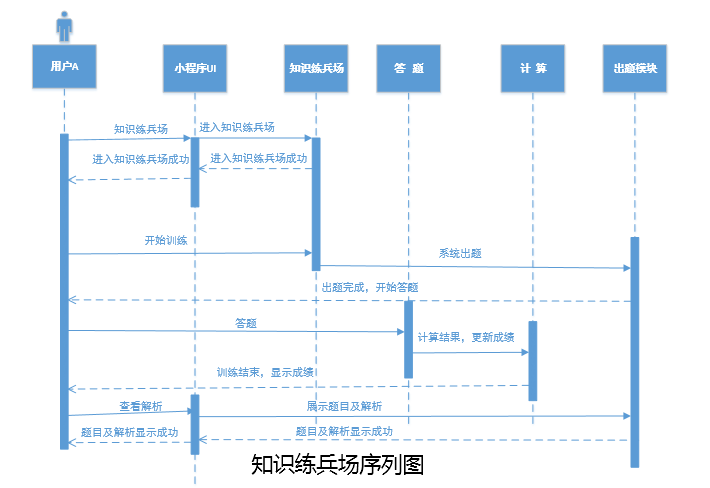 用户A
小程序UI
知识练兵场
答 题
计 算
出题模块
知识练兵场
进入知识练兵场
进入知识练兵场成功
进入知识练兵场成功
开始训练
系统出题
出题完成，开始答题
答题
计算结果，更新成绩
训练结束，显示成绩
查看解析
展示题目及解析
题目及解析显示成功
题目及解析显示成功
知识练兵场序列图